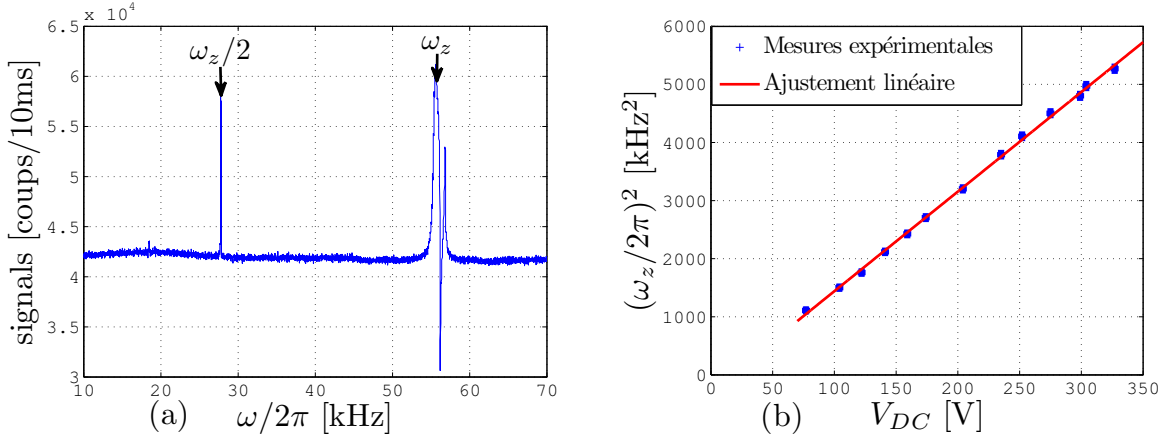 x 10^4
ω_z/2
ω_z
6.5
6
5.5
5
4.5
4
3.5
3
10 20 30 40 50 60 70
signals [coups/10ms]
(a) ω/2π [kHz]
Mesures expérimentales
Ajustement linéaire
6000
5000
4000
3000
2000
1000
0
0 50 100 150 200 250 300 350
(ω_z/2π)^2 [kHz^2]
(b) V_{DC} [V]